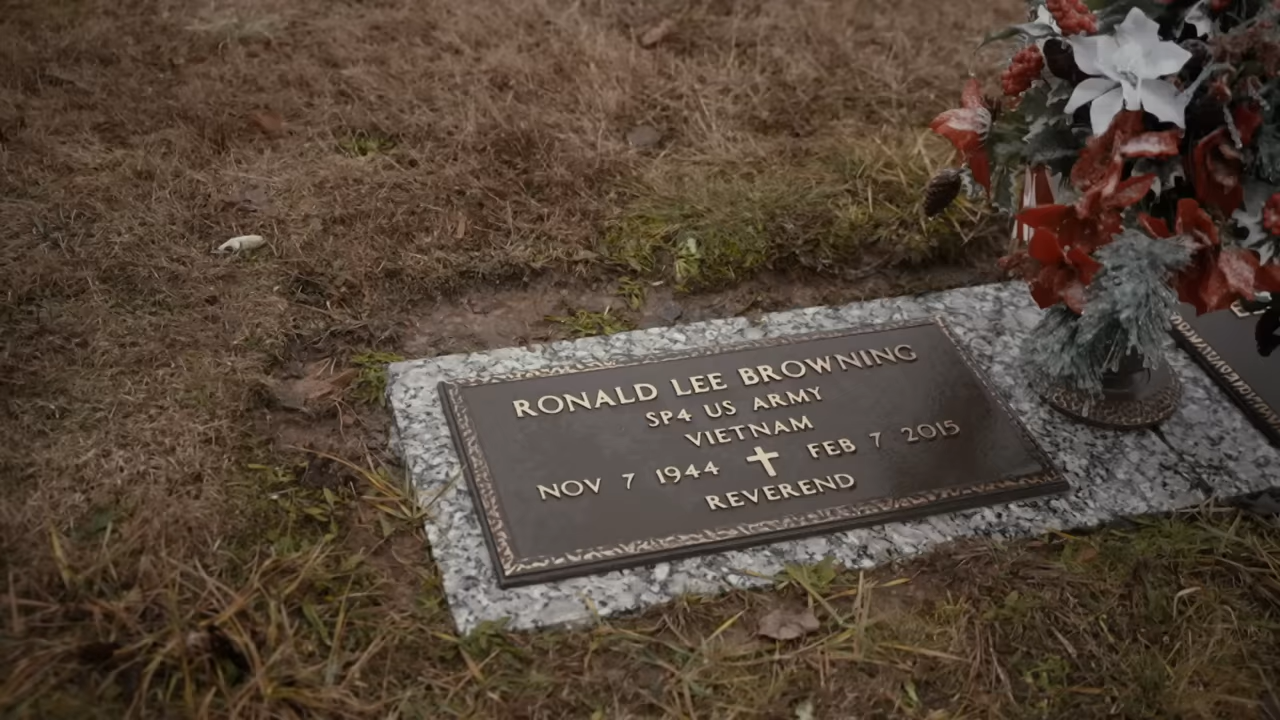 RONALD LEE BROWNING
SP4 US ARMY
VIETNAM
NOV 7 1944 ✝ FEB 7 2015
REVEREND